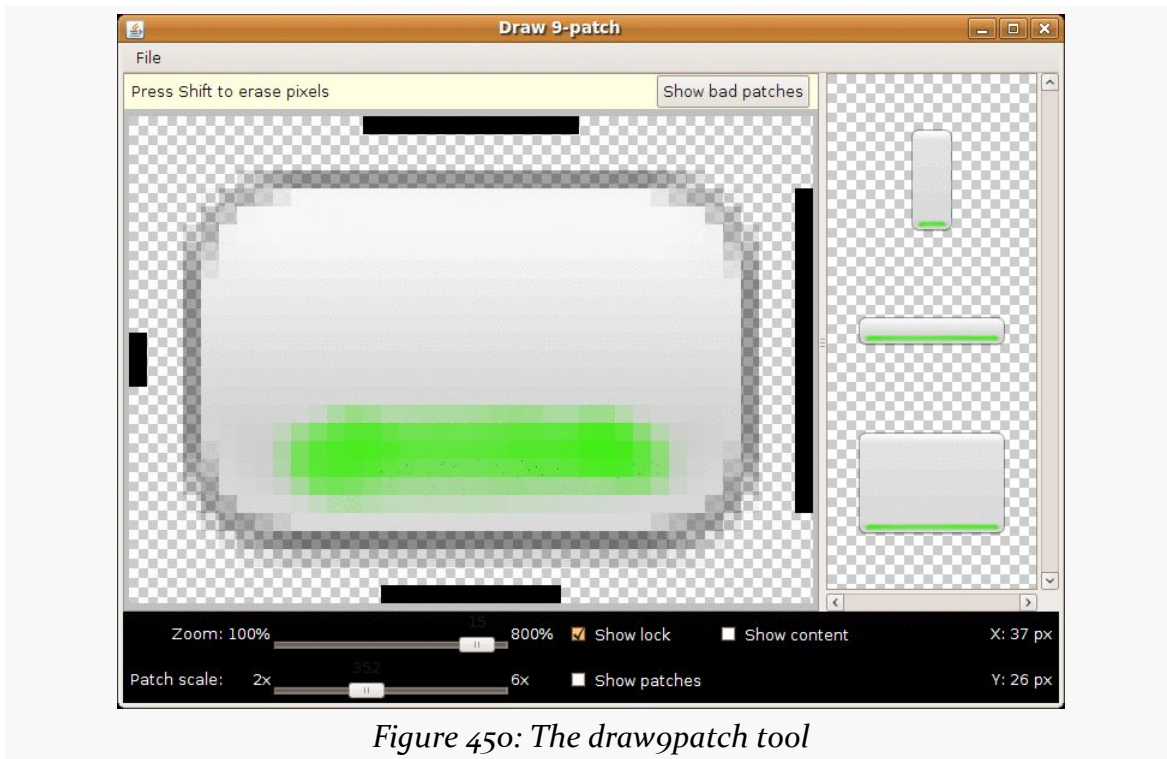 Draw 9-patch
File
Press Shift to erase pixels
Show bad patches
Zoom: 100%
15
800%
Show lock
Show content
X: 37 px
Patch scale: 2x
352
6x
Show patches
Y: 26 px
Figure 450: The draw9patch tool